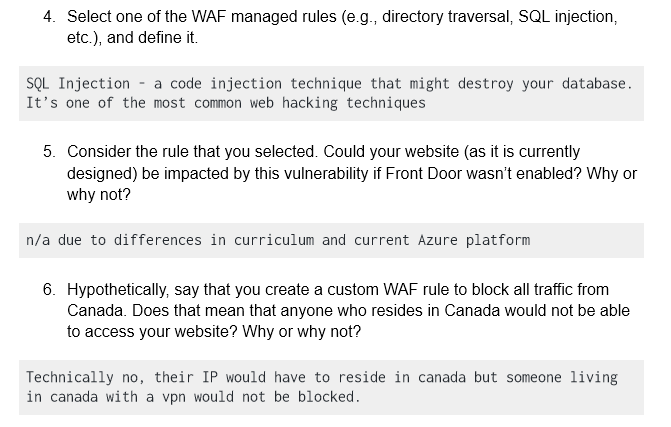 4. Select one of the WAF managed rules (e.g., directory traversal, SQL injection,
etc.), and define it.
SQL Injection - a code injection technique that might destroy your database.
It's one of the most common web hacking techniques
5. Consider the rule that you selected. Could your website (as it is currently
designed) be impacted by this vulnerability if Front Door wasn't enabled? Why or
why not?
n/a due to differences in curriculum and current Azure platform
6. Hypothetically, say that you create a custom WAF rule to block all traffic from
Canada. Does that mean that anyone who resides in Canada would not be able
to access your website? Why or why not?
Technically no, their IP would have to reside in canada but someone living
in canada with a vpn would not be blocked.